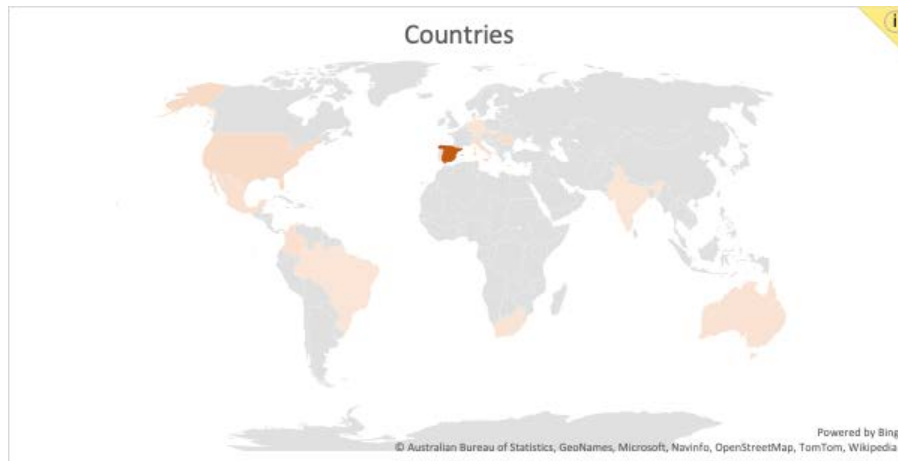 Countries
i
Powered by Bing
© Australian Bureau of Statistics, GeoNames, Microsoft, Navinfo, OpenStreetMap, TomTom, Wikipedia